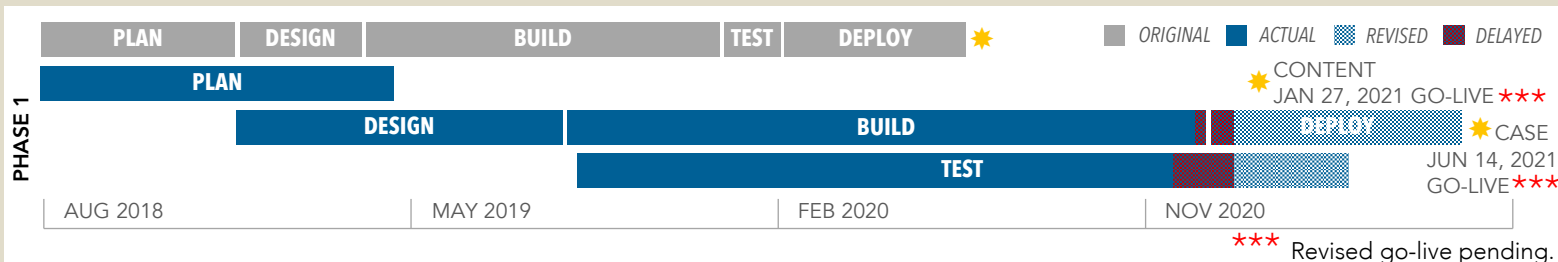 PLAN DESIGN BUILD TEST DEPLOY ORIGINAL ACTUAL REVISED DELAYED
PLAN
CONTENT
JAN 27, 2021 GO-LIVE ***
PHASE 1
DESIGN BUILD DEPLOY CASE
TEST
JUN 14, 2021
GO-LIVE ***
AUG 2018 MAY 2019 FEB 2020 NOV 2020
*** Revised go-live pending.